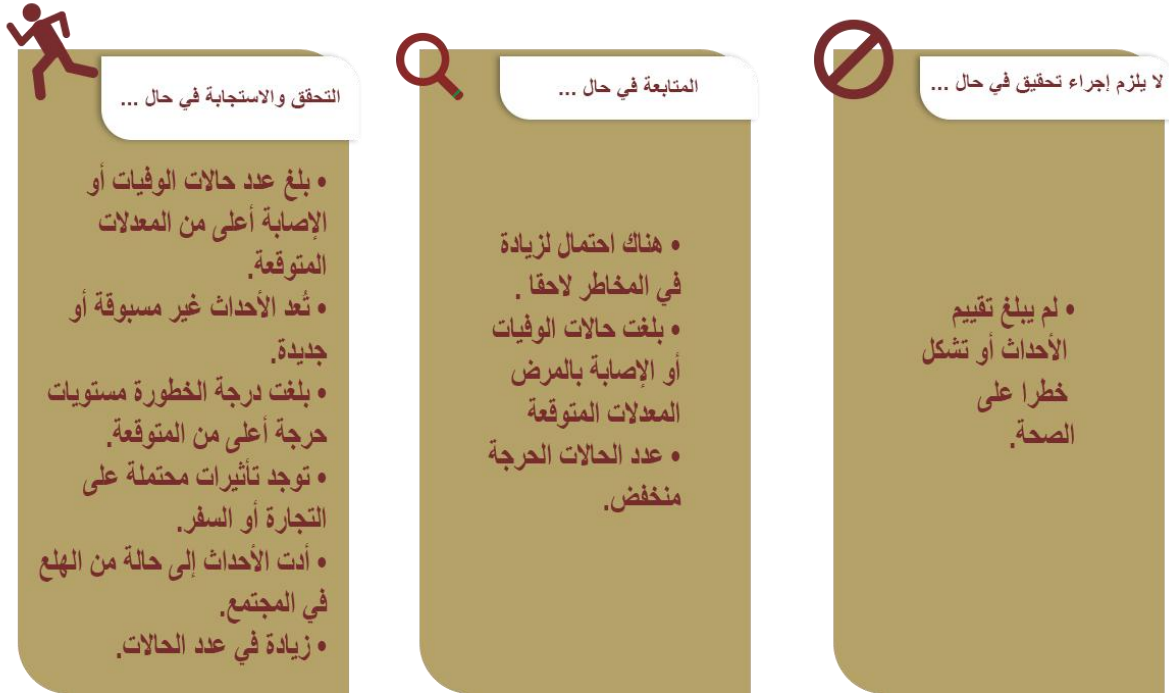 لا يلزم إجراء تحقيق في حال ...
• لم يبلغ تقييم
الأحداث أو تشكل
خطرا على
الصحة.
المتابعة في حال ...
• هناك احتمال لزيادة
في المخاطر لاحقا .
• بلغت حالات الوفيات
أو الإصابة بالمرض
المعدلات المتوقعة
• عدد الحالات الحرجة
منخفض.
التحقق والاستجابة في حال ...
• بلغ عدد حالات الوفيات أو
الإصابة أعلى من المعدلات
المتوقعة.
• تُعد الأحداث غير مسبوقة أو
جديدة.
• بلغت درجة الخطورة مستويات
حرجة أعلى من المتوقعة.
• توجد تأثيرات محتملة على
التجارة أو السفر.
• أدت الأحداث إلى حالة من الهلع
في المجتمع.
• زيادة في عدد الحالات.